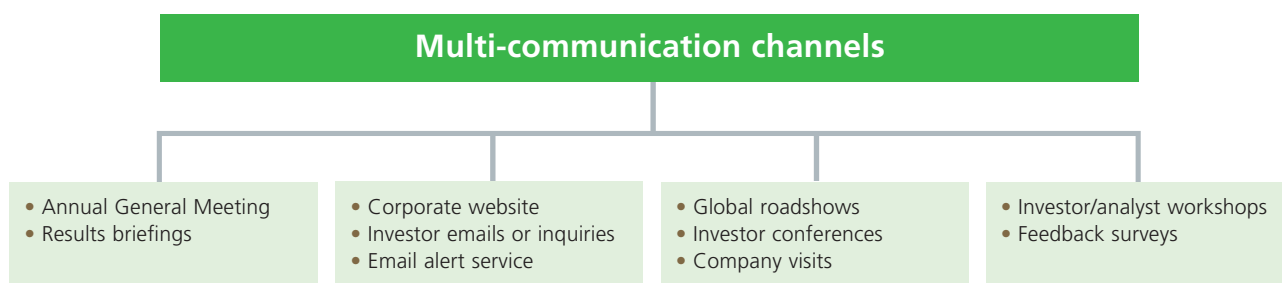 Multi-communication channels
• Annual General Meeting
• Results briefings
• Corporate website
• Investor emails or inquiries
• Email alert service
• Global roadshows
• Investor conferences
• Company visits
• Investor/analyst workshops
• Feedback surveys